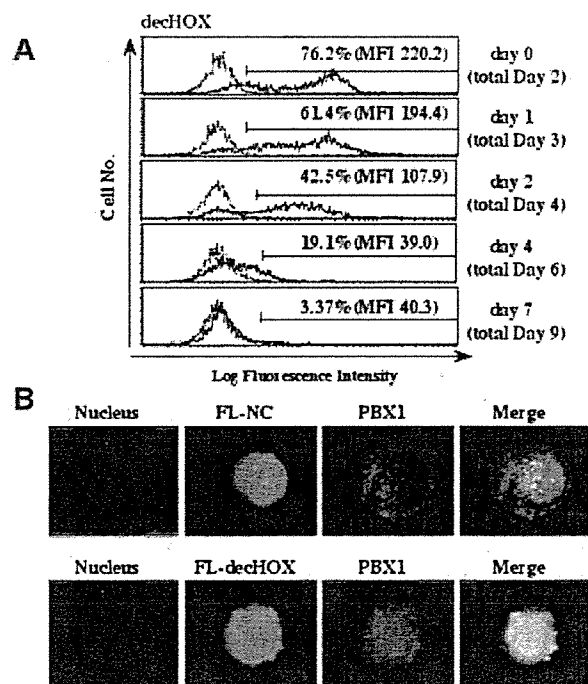 decHOX
A
76.2% (MFI 220.2)
day 0
(total Day 2)
61.4% (MFI 194.4)
day 1
(total Day 3)
42.5% (MFI 107.9)
day 2
(total Day 4)
19.1% (MFI 39.0)
day 4
(total Day 6)
3.37% (MFI 40.3)
day 7
(total Day 9)
Cell No.
Log Fluorescence Intensity
B
Nucleus FL-NC PBX1 Merge
Nucleus FL-decHOX PBX1 Merge